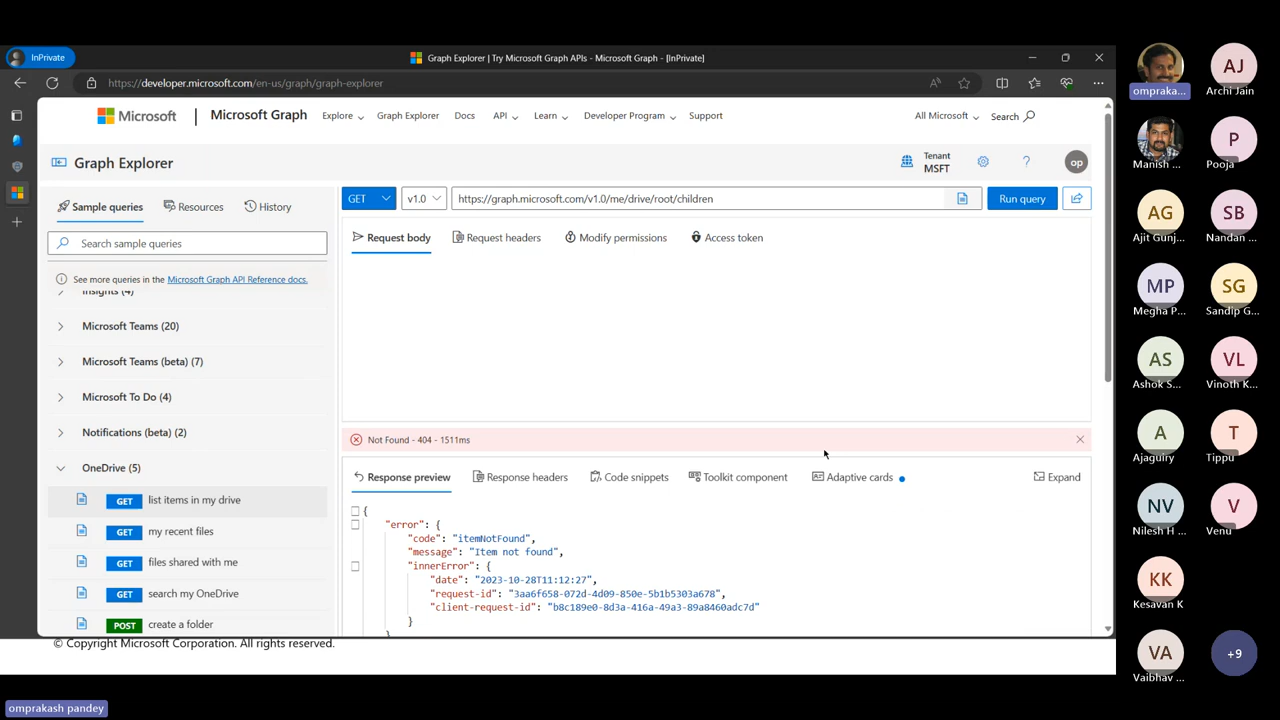 InPrivate
Graph Explorer | Try Microsoft Graph APIs - Microsoft Graph - [InPrivate]
https://developer.microsoft.com/en-us/graph/graph-explorer
Microsoft
Microsoft Graph
Explore
Graph Explorer
Docs
API
Learn
Developer Program
Support
All Microsoft
Search
Graph Explorer
Tenant
MSFT
?
op
Sample queries
Resources
History
GET
v1.0
https://graph.microsoft.com/v1.0/me/drive/root/children
Run query
Search sample queries
Request body
Request headers
Modify permissions
Access token
See more queries in the Microsoft Graph API Reference docs.
Insights (4)
Microsoft Teams (20)
Microsoft Teams (beta) (7)
Microsoft To Do (4)
Notifications (beta) (2)
OneDrive (5)
GET list items in my drive
GET my recent files
GET files shared with me
GET search my OneDrive
POST create a folder
Not Found - 404 - 1511ms
Response preview
Response headers
Code snippets
Toolkit component
Adaptive cards
Expand
{
"error": {
"code": "itemNotFound",
"message": "Item not found",
"innerError": {
"date": "2023-10-28T11:12:27",
"request-id": "3aa6f658-072d-4d09-850e-5b1b5303a678",
"client-request-id": "b8c189e0-8d3a-416a-49a3-89a8460adc7d"
}
}
© Copyright Microsoft Corporation. All rights reserved.
omprakash pandey
ompraka...
AJ
Archi Jain
Manish ...
P
Pooja
AG
Ajit Gunj...
SB
Nandan ...
MP
Megha P...
SG
Sandip G...
AS
Ashok S...
VL
Vinoth K...
A
Ajaguiry
T
Tippu
NV
Nilesh H ...
V
Venu
KK
Kesavan K
VA
Vaibhav ...
+9